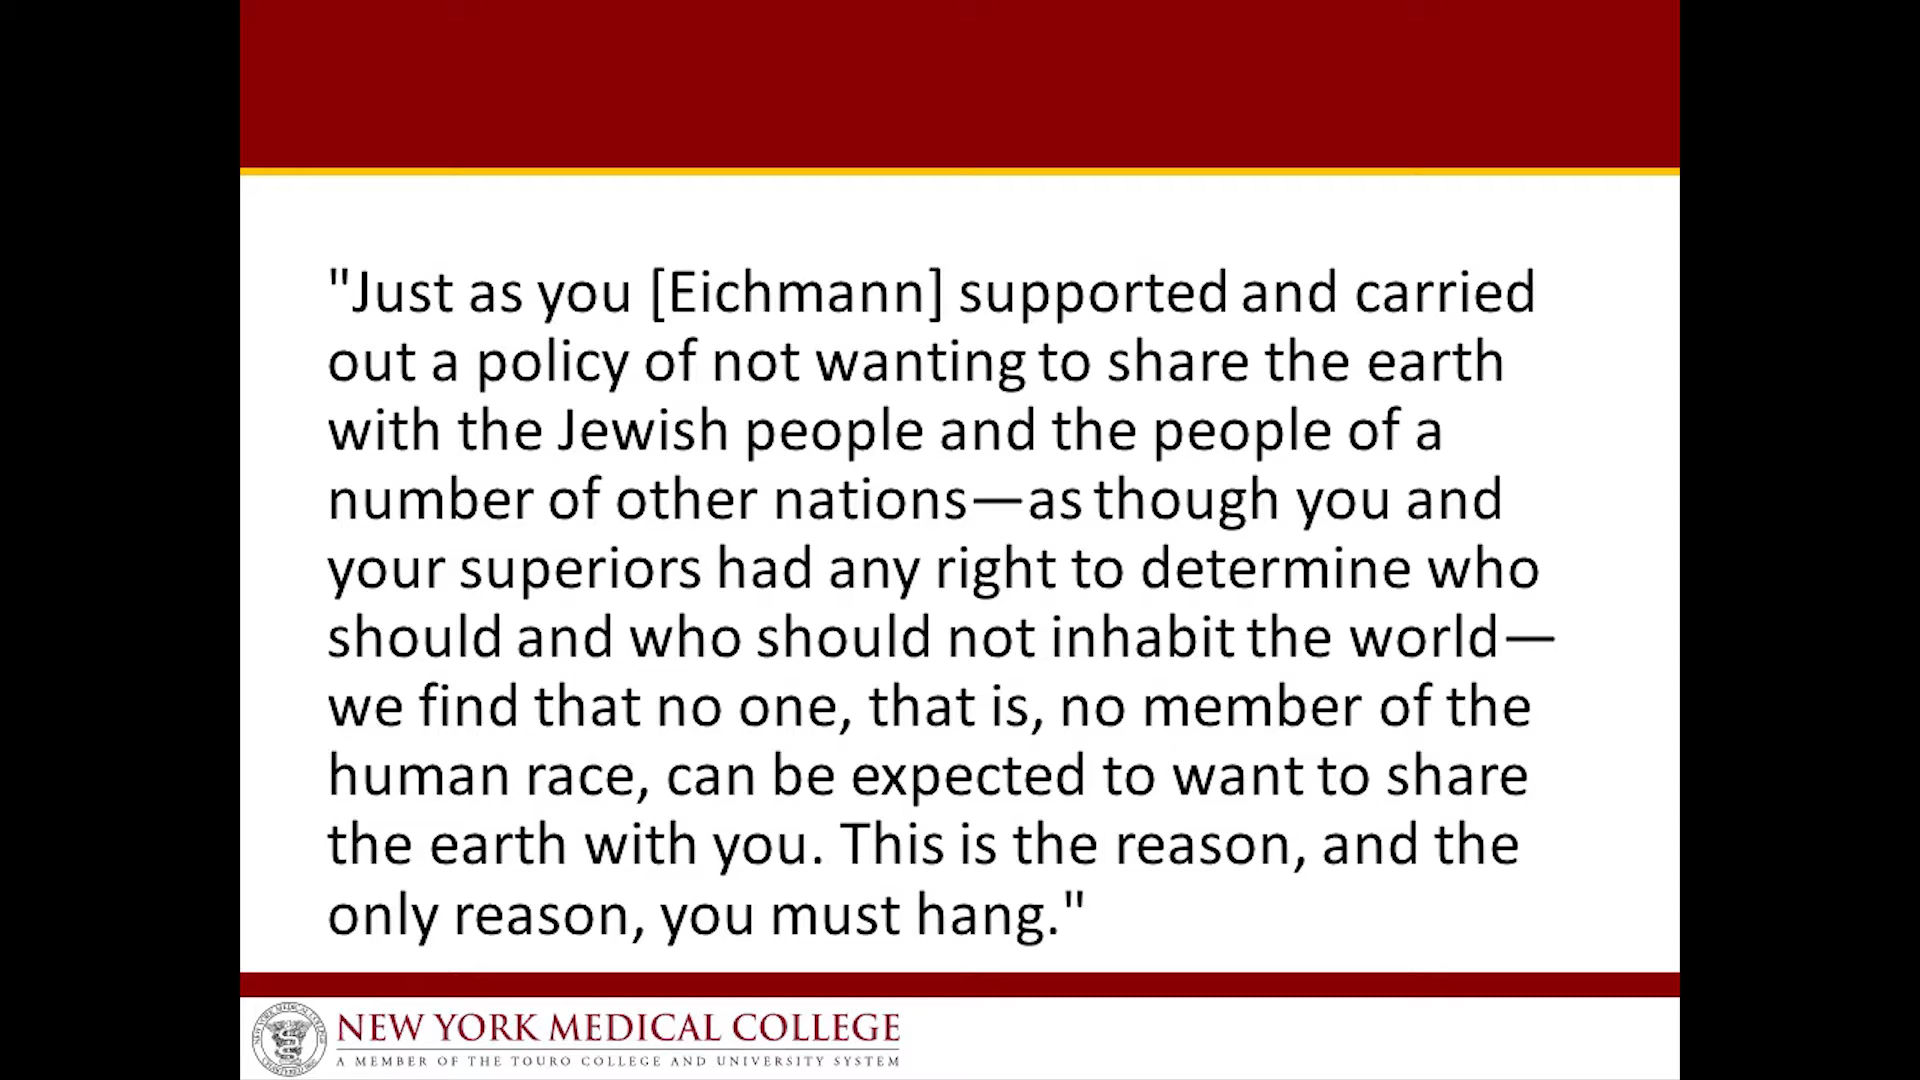 "Just as you [Eichmann] supported and carried
out a policy of not wanting to share the earth
with the Jewish people and the people of a
number of other nations—as though you and
your superiors had any right to determine who
should and who should not inhabit the world—
we find that no one, that is, no member of the
human race, can be expected to want to share
the earth with you. This is the reason, and the
only reason, you must hang."
NEW YORK MEDICAL COLLEGE
A MEMBER OF THE TOURO COLLEGE AND UNIVERSITY SYSTEM